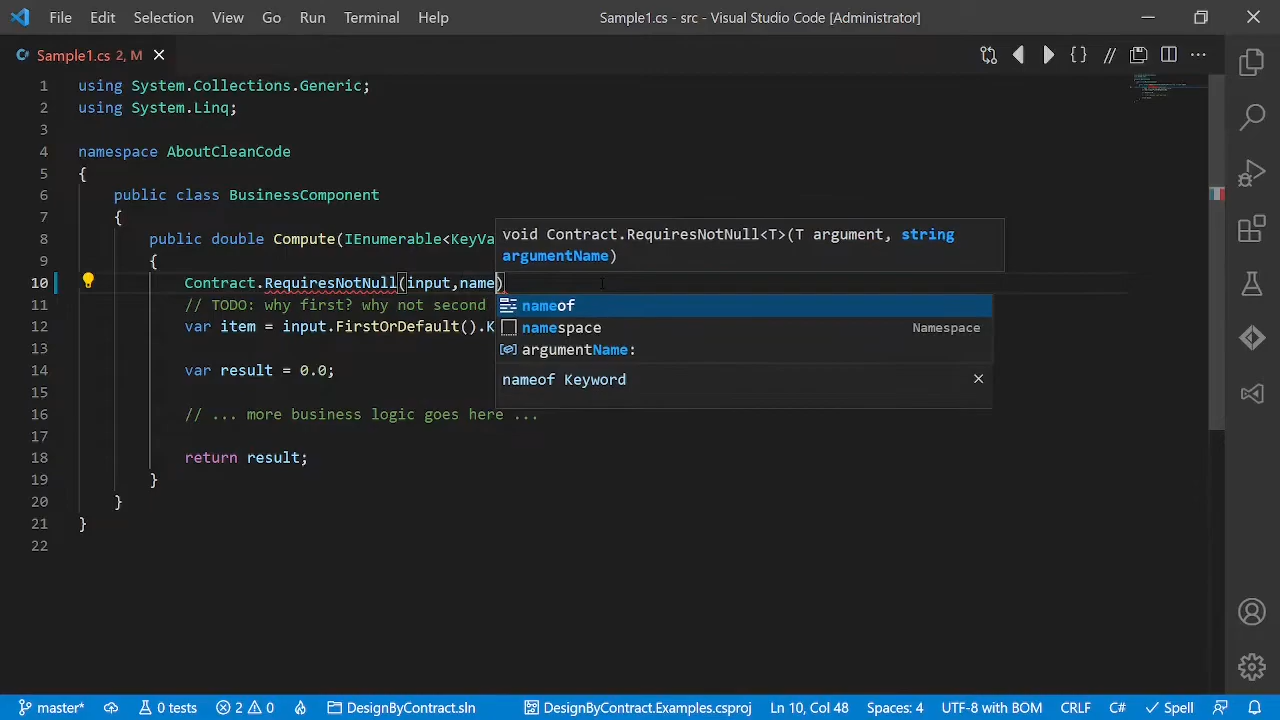 File Edit Selection View Go Run Terminal Help Sample1.cs - src - Visual Studio Code [Administrator]
Sample1.cs 2, M
1 using System.Collections.Generic;
2 using System.Linq;
3
4 namespace AboutCleanCode
5 {
6 public class BusinessComponent
7 {
8 public double Compute(IEnumerable<KeyVa
void Contract.RequiresNotNull<T>(T argument, string
argumentName)
9 {
10 Contract.RequiresNotNull(input,name)
nameof
namespace Namespace
argumentName:
nameof Keyword
11 // TODO: why first? why not second
12 var item = input.FirstOrDefault().K
13
14 var result = 0.0;
15
16 // ... more business logic goes here ...
17
18 return result;
19 }
20 }
21 }
22
master* 0 tests 2 0 DesignByContract.sln DesignByContract.Examples.csproj Ln 10, Col 48 Spaces: 4 UTF-8 with BOM CRLF C# Spell